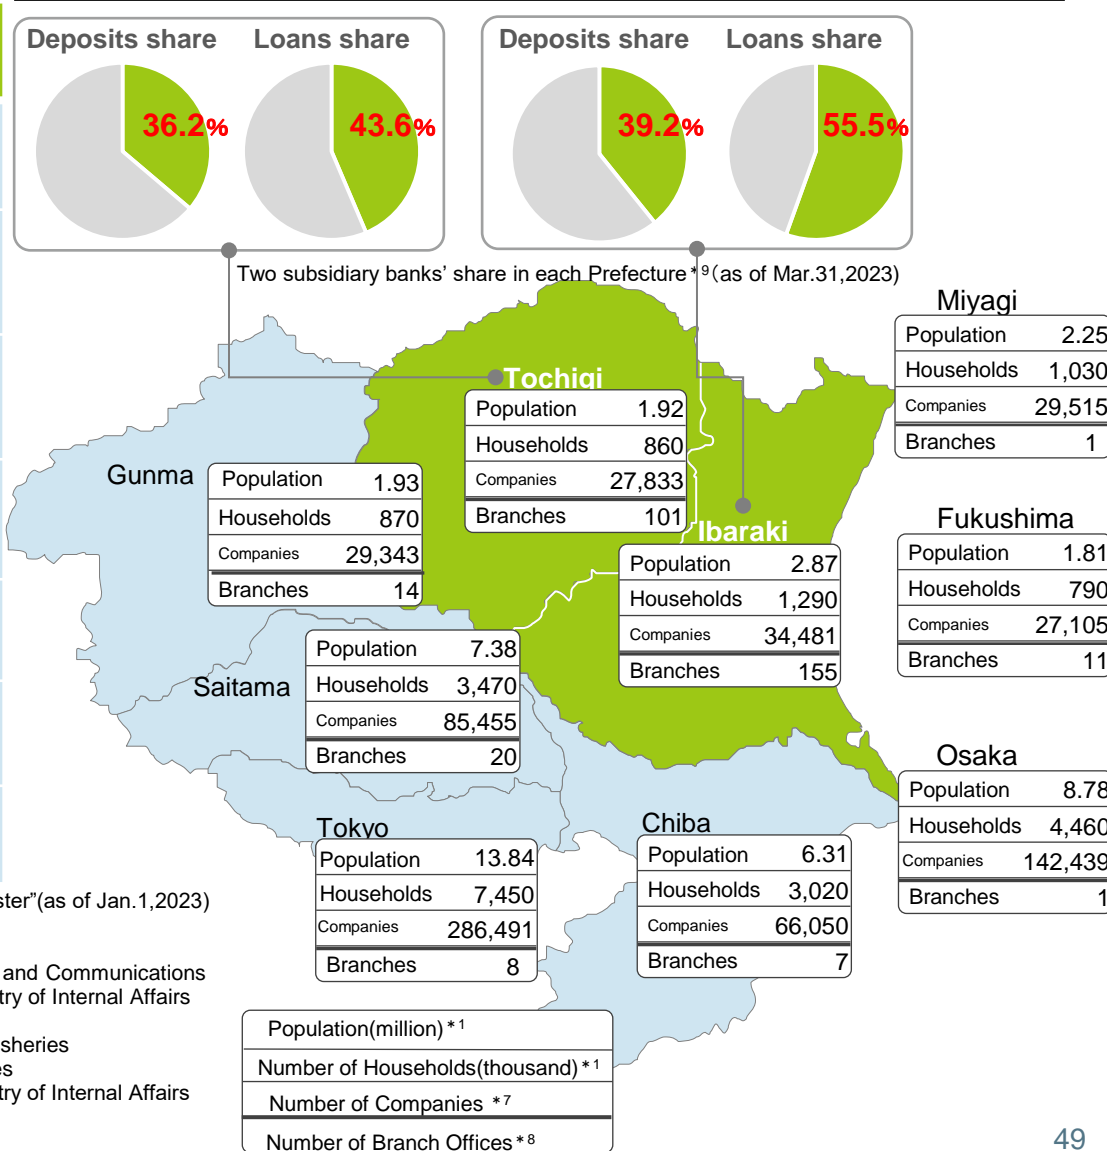 Deposits share Loans share Deposits share Loans share
36.2% 43.6% 39.2% 55.5%
Two subsidiary banks' share in each Prefecture*9(as of Mar.31,2023)
Miyagi
Population 2.25
Households 1,030
Companies 29,515
Branches 1
Tochigi
Population 1.92
Households 860
Companies 27,833
Branches 101
Gunma
Population 1.93
Households 870
Companies 29,343
Branches 14
Ibaraki
Population 2.87
Households 1,290
Companies 34,481
Branches 155
Fukushima
Population 1.81
Households 790
Companies 27,105
Branches 11
Saitama
Population 7.38
Households 3,470
Companies 85,455
Branches 20
Osaka
Population 8.78
Households 4,460
Companies 142,439
Branches 1
Tokyo
Population 13.84
Households 7,450
Companies 286,491
Branches 8
Chiba
Population 6.31
Households 3,020
Companies 66,050
Branches 7
ster"(as of Jan.1,2023)
and Communications
try of Internal Affairs
sheries
es
try of Internal Affairs
Population(million)*1
Number of Households(thousand)*1
Number of Companies *7
Number of Branch Offices*8
49